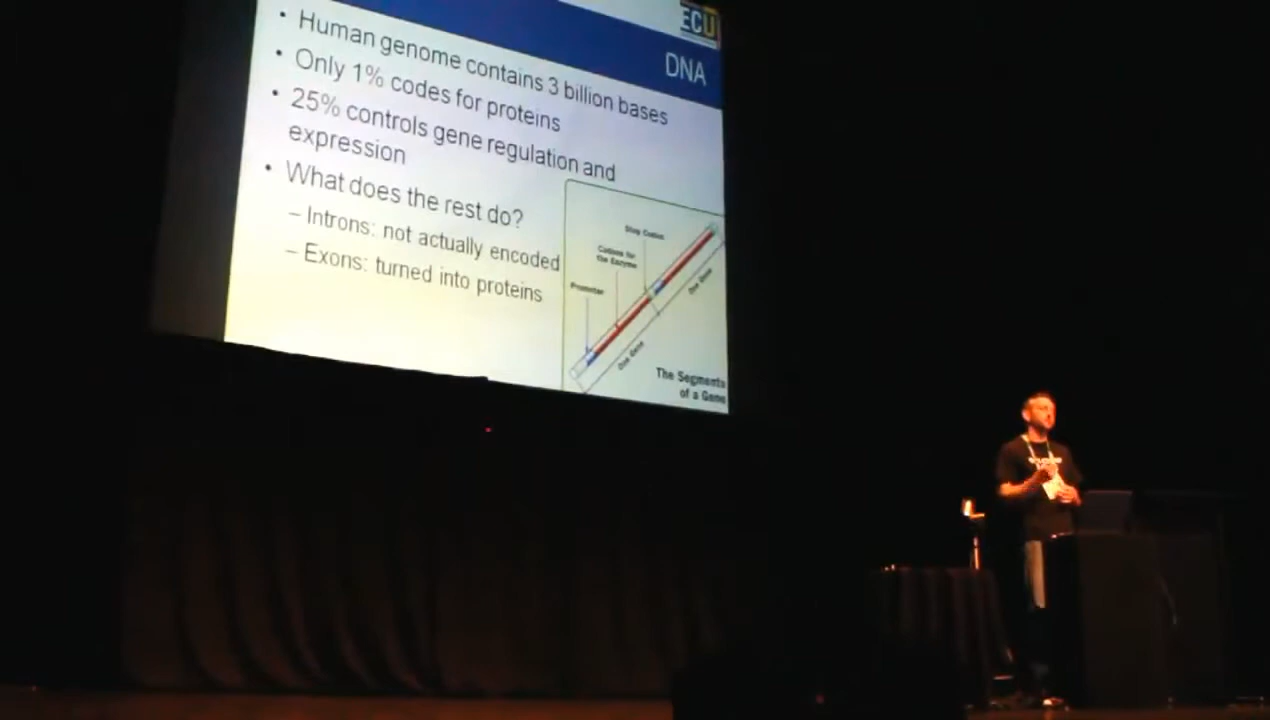 ECU
DNA
• Human genome contains 3 billion bases
• Only 1% codes for proteins
• 25% controls gene regulation and
expression
• What does the rest do?
– Introns: not actually encoded
– Exons: turned into proteins
Stop Codon
Codons for
the Enzyme
Promoter
One Gene
One Gene
The Segments
of a Gene